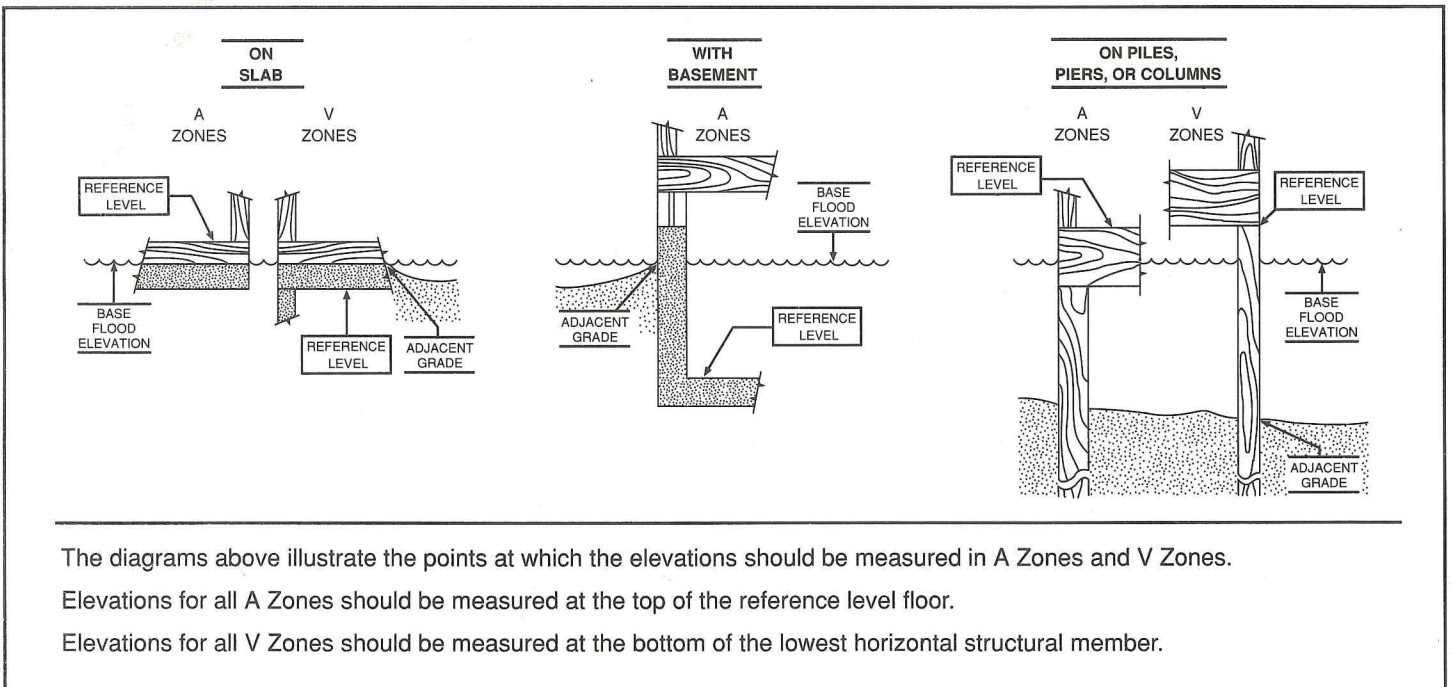 ON
SLAB
A
ZONES
V
ZONES
REFERENCE
LEVEL
BASE
FLOOD
ELEVATION
REFERENCE
LEVEL
ADJACENT
GRADE
WITH
BASEMENT
A
ZONES
BASE
FLOOD
ELEVATION
ADJACENT
GRADE
REFERENCE
LEVEL
ON PILES,
PIERS, OR COLUMNS
A
ZONES
V
ZONES
REFERENCE
LEVEL
REFERENCE
LEVEL
BASE
FLOOD
ELEVATION
ADJACENT
GRADE
The diagrams above illustrate the points at which the elevations should be measured in A Zones and V Zones.
Elevations for all A Zones should be measured at the top of the reference level floor.
Elevations for all V Zones should be measured at the bottom of the lowest horizontal structural member.